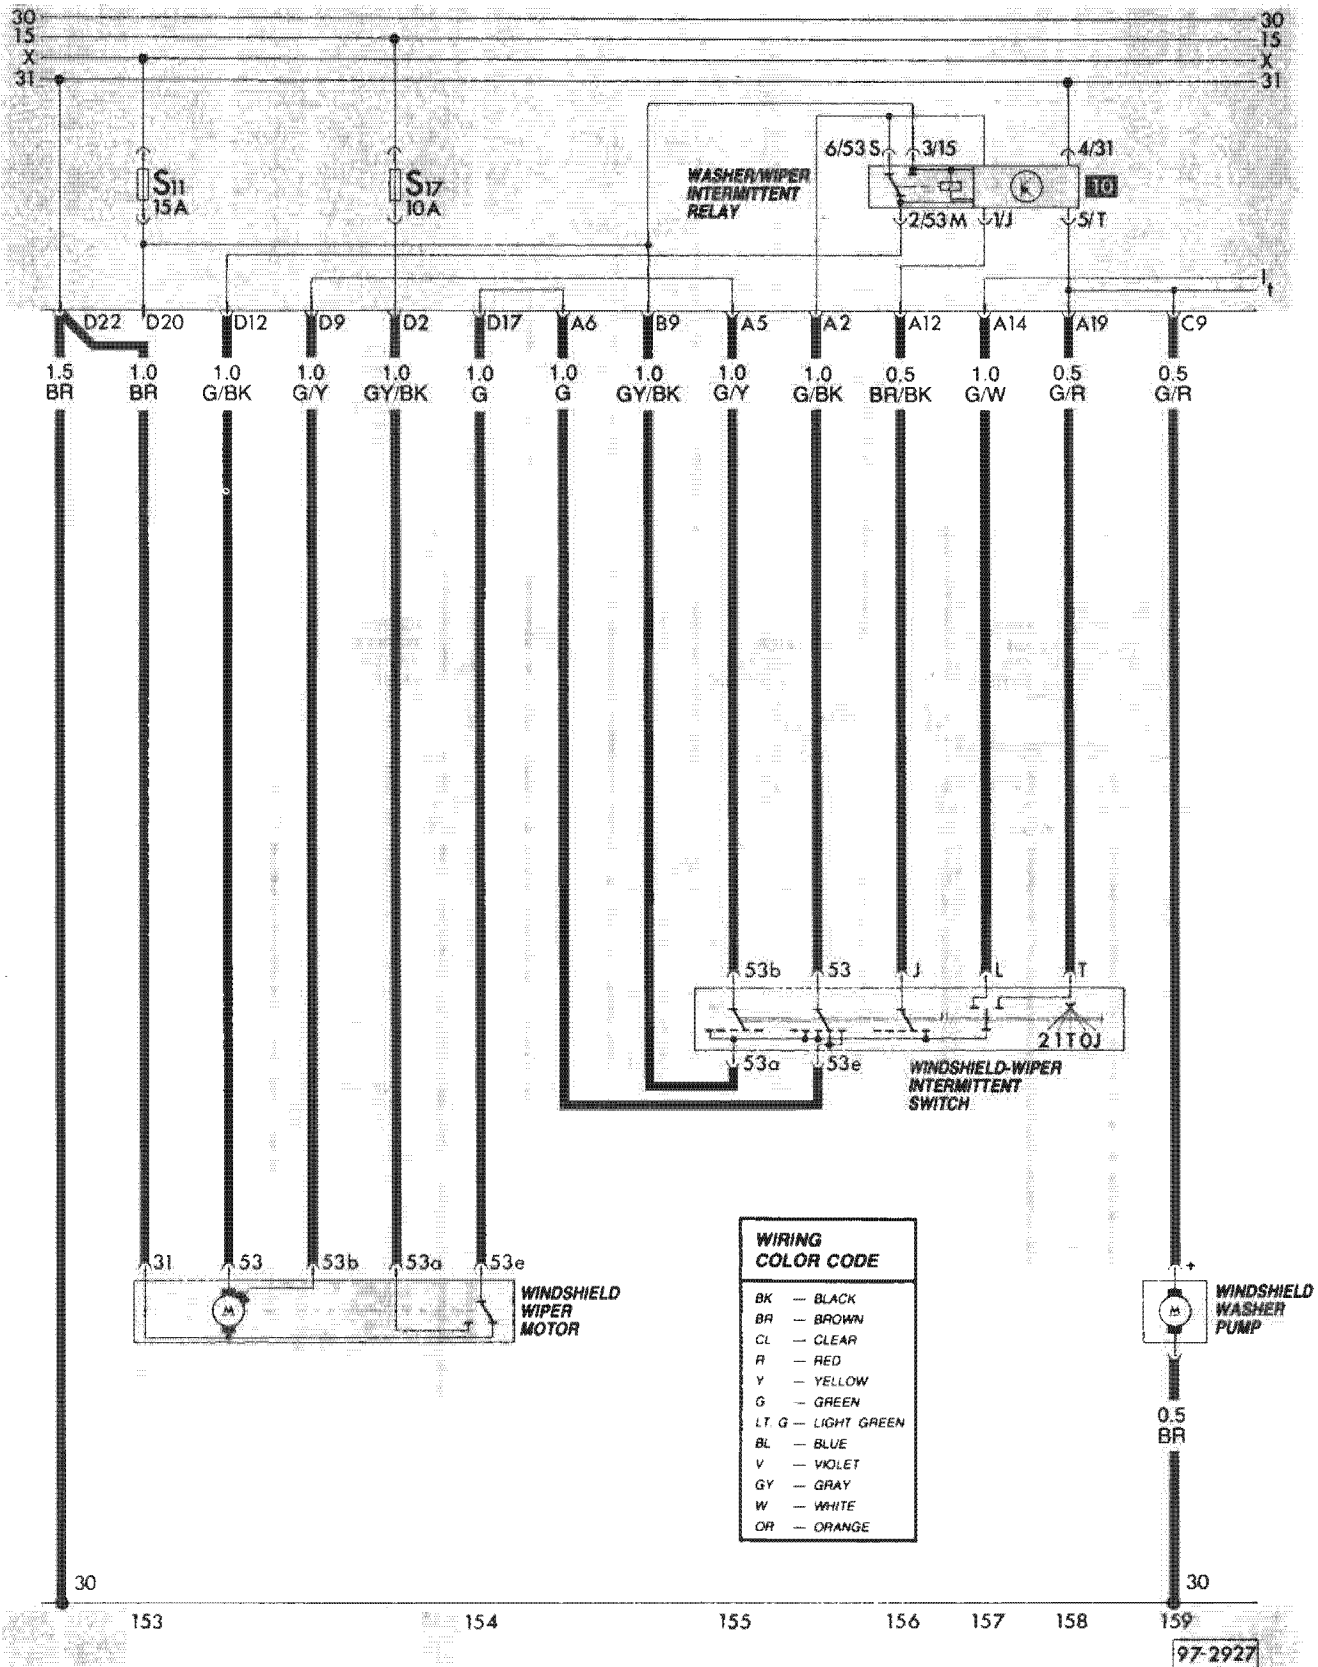 30 30
15 15
X X
31 31
6/53 S 3/15 4/31
WASHER/WIPER
INTERMITTENT
RELAY
K
10
S11
15A
S17
10A
2/53 M 1/J 5/T
t
D22 D20 D12 D9 D2 D17 A6 B9 A5 A2 A12 A14 A19 C9
1.5 1.0 1.0 1.0 1.0 1.0 1.0 1.0 1.0 1.0 0.5 1.0 0.5 0.5
BR BR G/BK G/Y GY/BK G G GY/BK G/Y G/BK BR/BK G/W G/R G/R
53b 53 J L T
2 1 T 0 J
53a 53e
WINDSHIELD-WIPER
INTERMITTENT
SWITCH
31 53 53b 53a 53e
M
WINDSHIELD
WIPER
MOTOR
+
M
WINDSHIELD
WASHER
PUMP
0.5
BR
WIRING
COLOR CODE
BK — BLACK
BR — BROWN
CL — CLEAR
R — RED
Y — YELLOW
G — GREEN
LT. G — LIGHT GREEN
BL — BLUE
V — VIOLET
GY — GRAY
W — WHITE
OR — ORANGE
30 30
153 154 155 156 157 158 159
97-2927